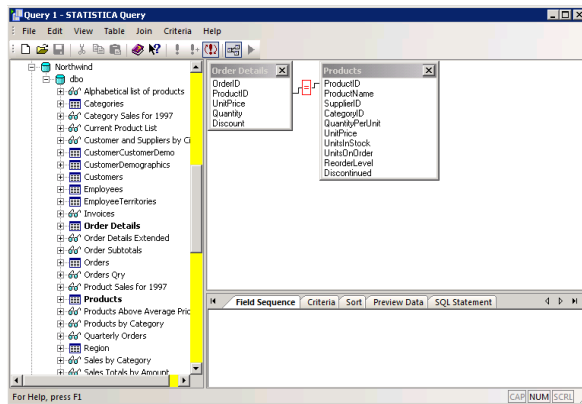 Query 1 - STATISTICA Query
File Edit View Table Join Criteria Help
Northwind
dbo
Alphabetical list of products
Categories
Category Sales for 1997
Current Product List
Customer and Suppliers by Ci
CustomerCustomerDemo
CustomerDemographics
Customers
Employees
EmployeeTerritories
Invoices
Order Details
Order Details Extended
Order Subtotals
Orders
Orders Qry
Product Sales for 1997
Products
Products Above Average Pric
Products by Category
Quarterly Orders
Region
Sales by Category
Sales Totals by Amount
Order Details
OrderID
ProductID
UnitPrice
Quantity
Discount
=
Products
ProductID
ProductName
SupplierID
CategoryID
QuantityPerUnit
UnitPrice
UnitsInStock
UnitsOnOrder
ReorderLevel
Discontinued
Field Sequence Criteria Sort Preview Data SQL Statement
For Help, press F1
CAP NUM SCRL